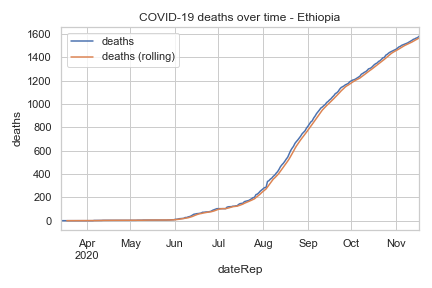 COVID-19 deaths over time - Ethiopia
deaths
deaths (rolling)
1600
1400
1200
1000
800
600
400
200
0
deaths
Apr
2020
May
Jun
Jul
Aug
Sep
Oct
Nov
dateRep